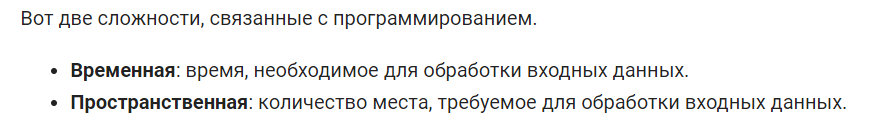 Вот две сложности, связанные с программированием.
• Временная: время, необходимое для обработки входных данных.
• Пространственная: количество места, требуемое для обработки входных данных.